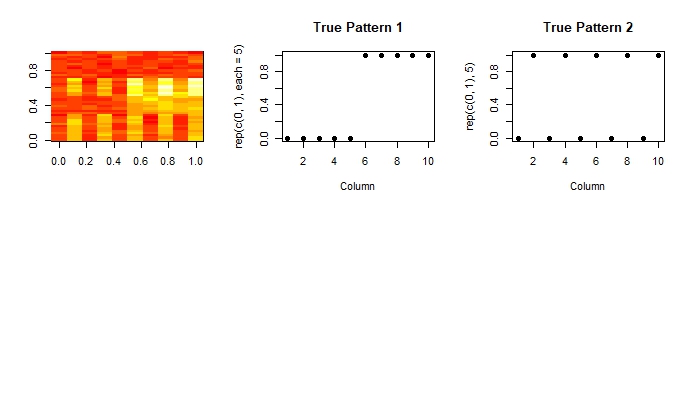 0.0 0.4 0.8
0.0 0.2 0.4 0.6 0.8 1.0
True Pattern 1
rep(c(0, 1), each = 5)
0.0 0.4 0.8
2 4 6 8 10
Column
True Pattern 2
rep(c(0, 1), 5)
0.0 0.4 0.8
2 4 6 8 10
Column